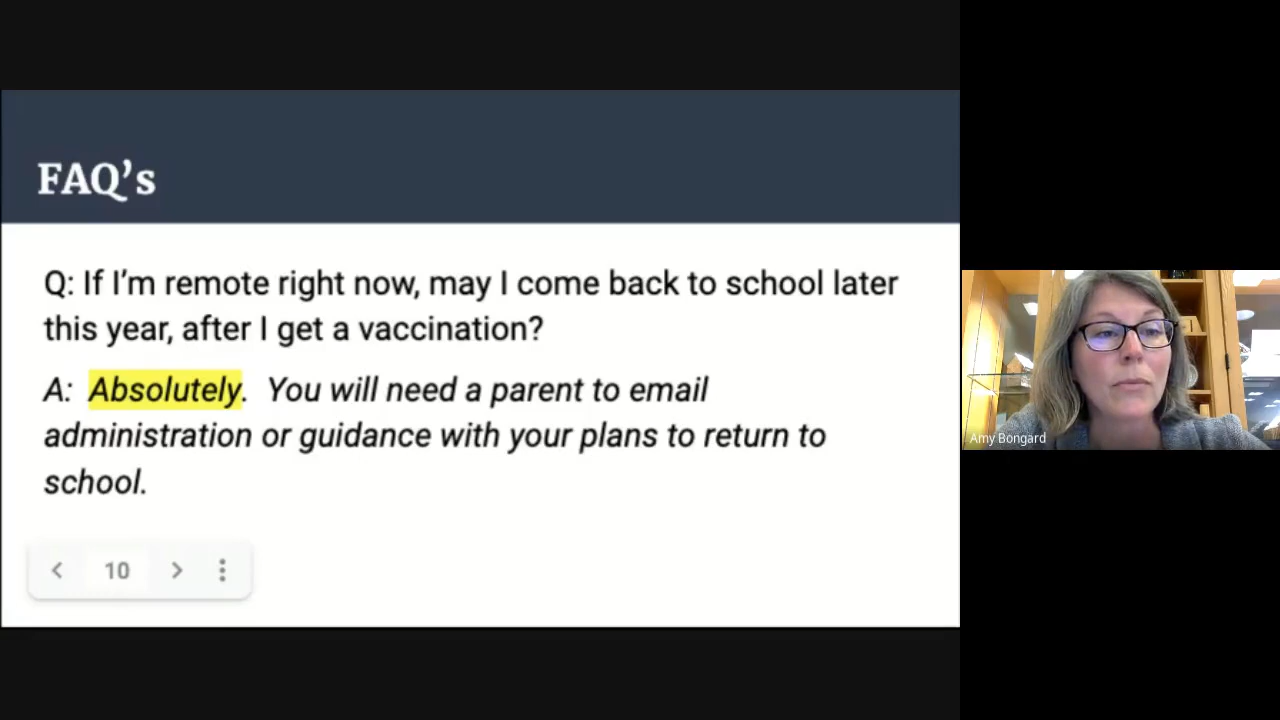 FAQ’s
Q: If I’m remote right now, may I come back to school later
this year, after I get a vaccination?
A: Absolutely. You will need a parent to email
administration or guidance with your plans to return to
school.
10
Amy Bongard